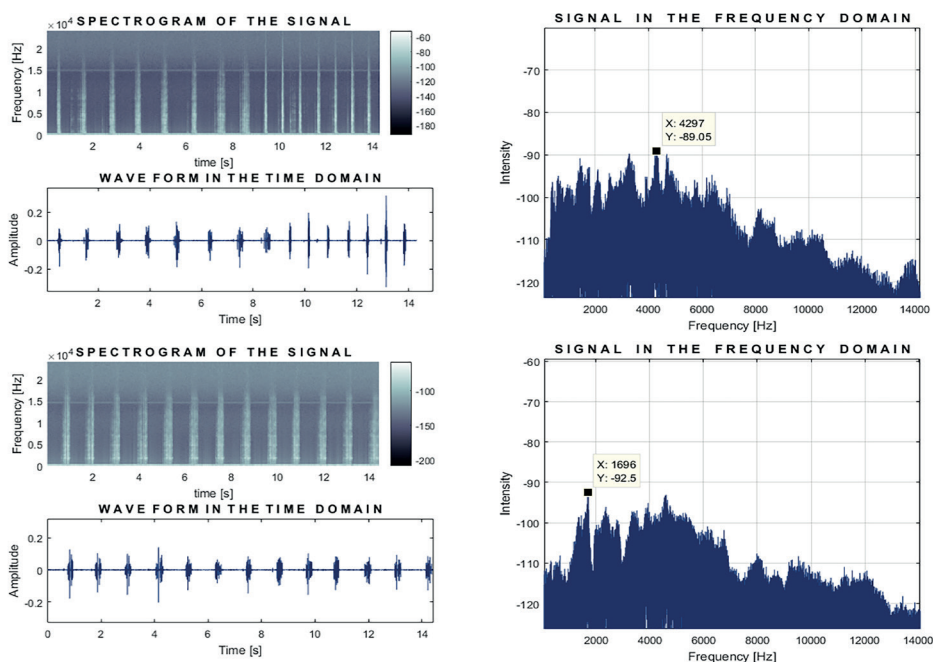 SPECTROGRAM OF THE SIGNAL
×10⁴
Frequency [Hz]
2
1.5
1
0.5
0
2 4 6 8 10 12 14
time [s]
-60
-80
-100
-120
-140
-160
-180
WAVE FORM IN THE TIME DOMAIN
Amplitude
0.2
0
-0.2
2 4 6 8 10 12 14
Time [s]
SIGNAL IN THE FREQUENCY DOMAIN
Intensity
-70
-80
-90
-100
-110
-120
X: 4297
Y: -89.05
2000 4000 6000 8000 10000 12000 14000
Frequency [Hz]
SPECTROGRAM OF THE SIGNAL
×10⁴
Frequency [Hz]
2
1.5
1
0.5
0
2 4 6 8 10 12 14
time [s]
-100
-150
-200
WAVE FORM IN THE TIME DOMAIN
Amplitude
0.2
0
-0.2
0 2 4 6 8 10 12 14
Time [s]
SIGNAL IN THE FREQUENCY DOMAIN
Intensity
-60
-70
-80
-90
-100
-110
-120
X: 1696
Y: -92.5
2000 4000 6000 8000 10000 12000 14000
Frequency [Hz]